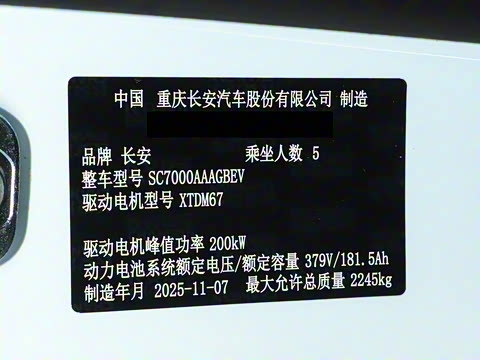 中国 重庆长安汽车股份有限公司 制造
品牌 长安 乘坐人数 5
整车型号 SC7000AAAGBEV
驱动电机型号 XTDM67
驱动电机峰值功率 200kW
动力电池系统额定电压/额定容量 379V/181.5Ah
制造年月 2025-11-07 最大允许总质量 2245kg